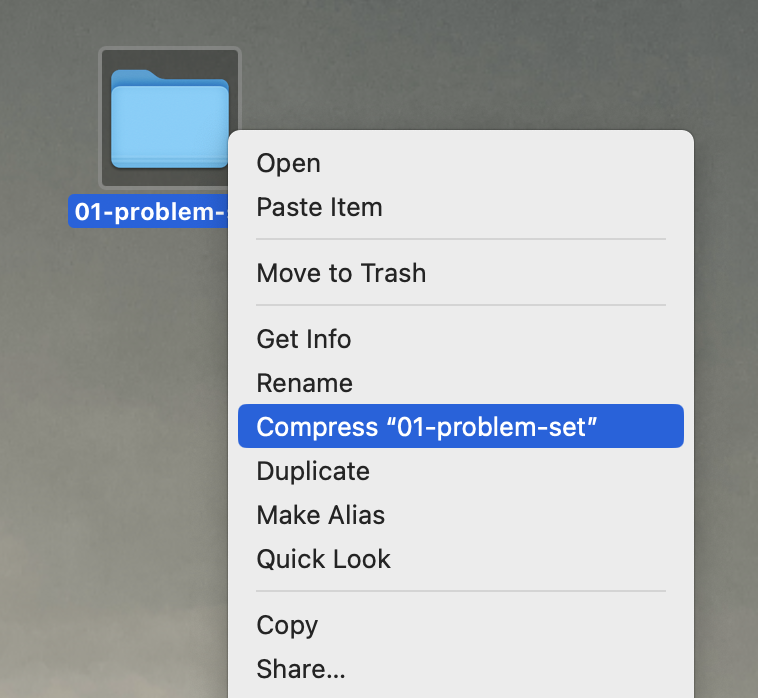 01-problem-
Open
Paste Item
Move to Trash
Get Info
Rename
Compress “01-problem-set”
Duplicate
Make Alias
Quick Look
Copy
Share...